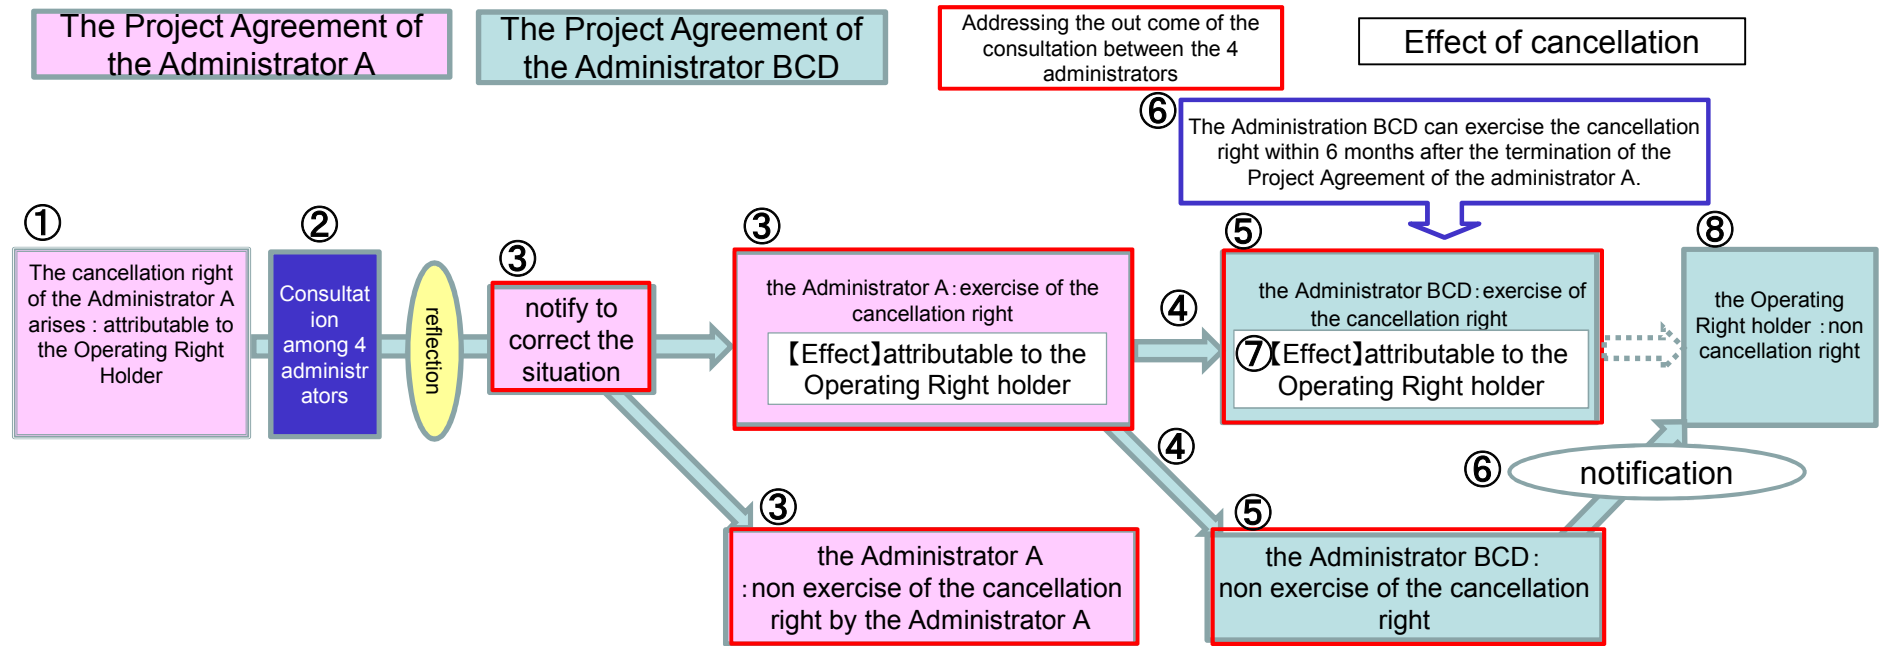 The Project Agreement of
the Administrator A
The Project Agreement of
the Administrator BCD
Addressing the out come of the
consultation between the 4
administrators
Effect of cancellation
⑥
The Administration BCD can exercise the cancellation
right within 6 months after the termination of the
Project Agreement of the administrator A.
①
The cancellation right
of the Administrator A
arises : attributable to
the Operating Right
Holder
②
Consultat
ion
among 4
administr
ators
reflection
③
notify to
correct the
situation
③
the Administrator A：exercise of the
cancellation right
【Effect】attributable to the
Operating Right holder
④
⑤
the Administrator BCD：exercise of
the cancellation right
⑦
【Effect】attributable to the
Operating Right holder
⑧
the Operating
Right holder ：non
cancellation right
④
⑥
notification
③
the Administrator A
：non exercise of the cancellation
right by the Administrator A
⑤
the Administrator BCD：
non exercise of the cancellation
right